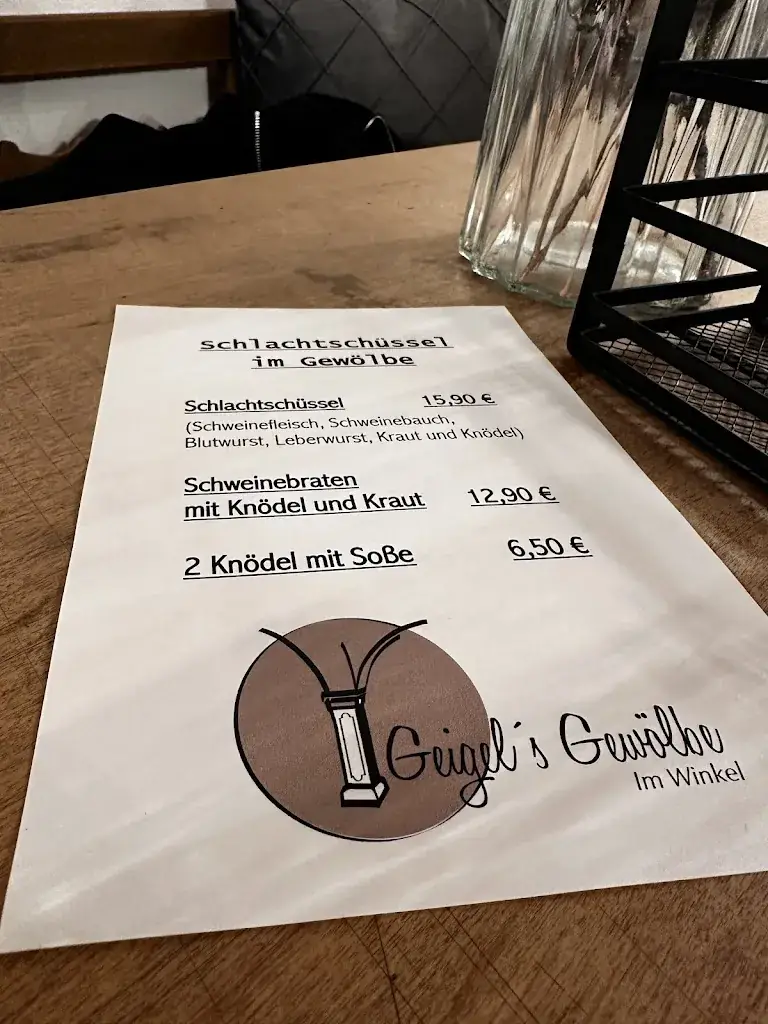 Schlachtschüssel
im Gewölbe
Schlachtschüssel 15,90 €
(Schweinefleisch, Schweinebauch,
Blutwurst, Leberwurst, Kraut und Knödel)
Schweinebraten
mit Knödel und Kraut 12,90 €
2 Knödel mit Soße 6,50 €
Geigel´s Gewölbe
Im Winkel